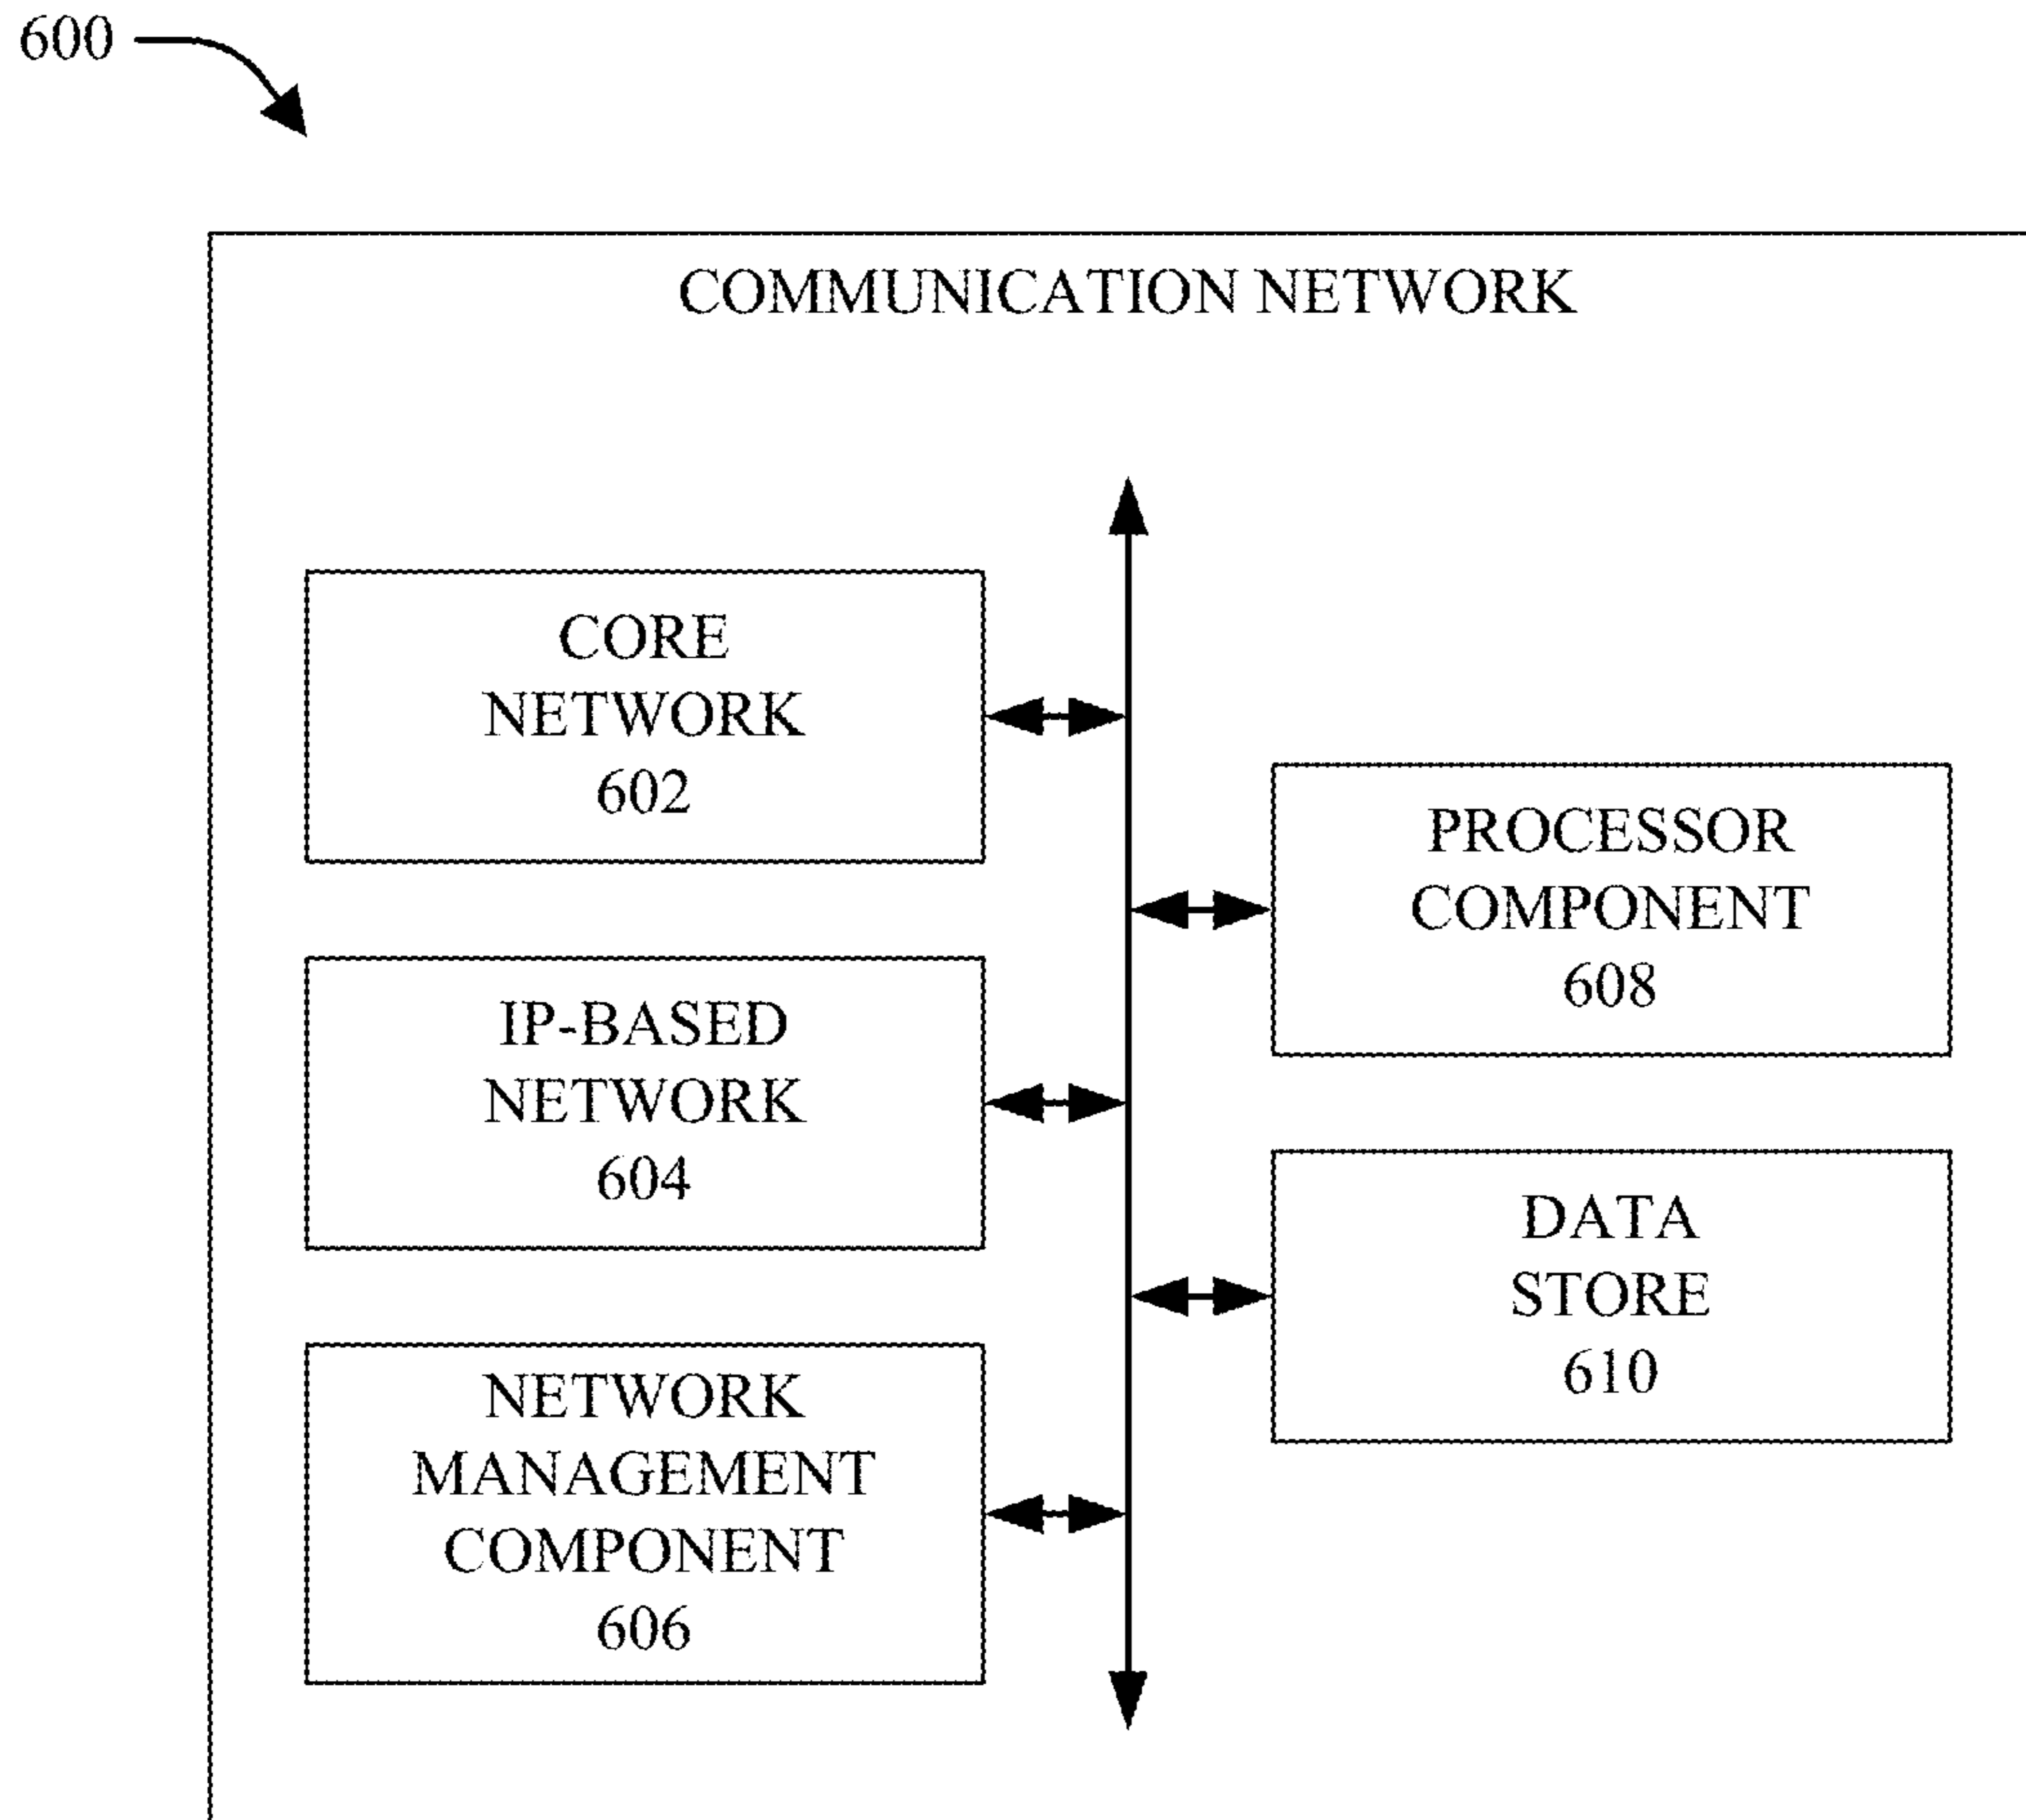 600
COMMUNICATION NETWORK
CORE
NETWORK
602
PROCESSOR
COMPONENT
608
IP-BASED
NETWORK
604
DATA
STORE
610
NETWORK
MANAGEMENT
COMPONENT
606